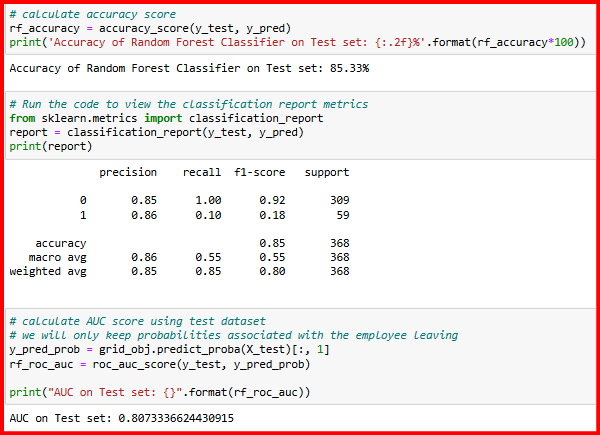 # calculate accuracy score
rf_accuracy = accuracy_score(y_test, y_pred)
print('Accuracy of Random Forest Classifier on Test set: {:.2f}%'.format(rf_accuracy*100))
Accuracy of Random Forest Classifier on Test set: 85.33%
# Run the code to view the classification report metrics
from sklearn.metrics import classification_report
report = classification_report(y_test, y_pred)
print(report)
precision recall f1-score support
0 0.85 1.00 0.92 309
1 0.86 0.10 0.18 59
accuracy 0.85 368
macro avg 0.86 0.55 0.55 368
weighted avg 0.85 0.85 0.80 368
# calculate AUC score using test dataset
# we will only keep probabilities associated with the employee leaving
y_pred_prob = grid_obj.predict_proba(X_test)[:, 1]
rf_roc_auc = roc_auc_score(y_test, y_pred_prob)
print("AUC on Test set: {}".format(rf_roc_auc))
AUC on Test set: 0.8073336624430915